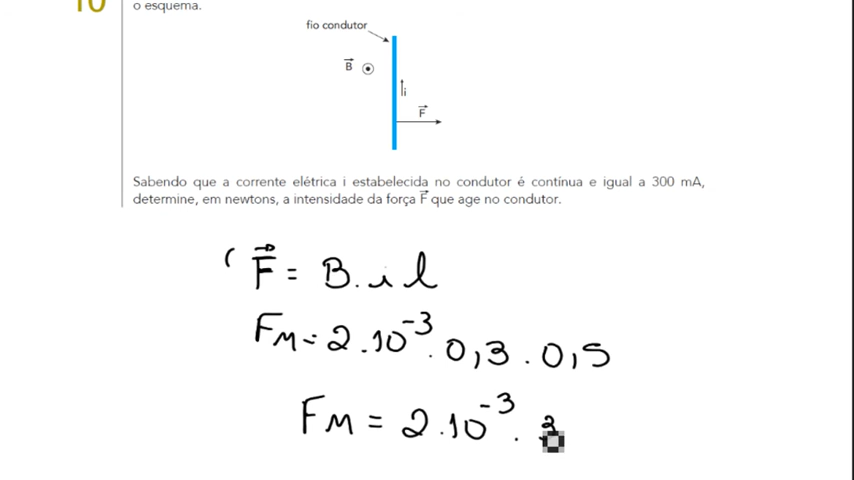 10
o esquema.
fio condutor
B
i
F
Sabendo que a corrente elétrica i estabelecida no condutor é contínua e igual a 300 mA,
determine, em newtons, a intensidade da força F que age no condutor.
( F = B. i l
FM = 2.10⁻³ . 0,3 . 0,5
FM = 2.10⁻³ . 3